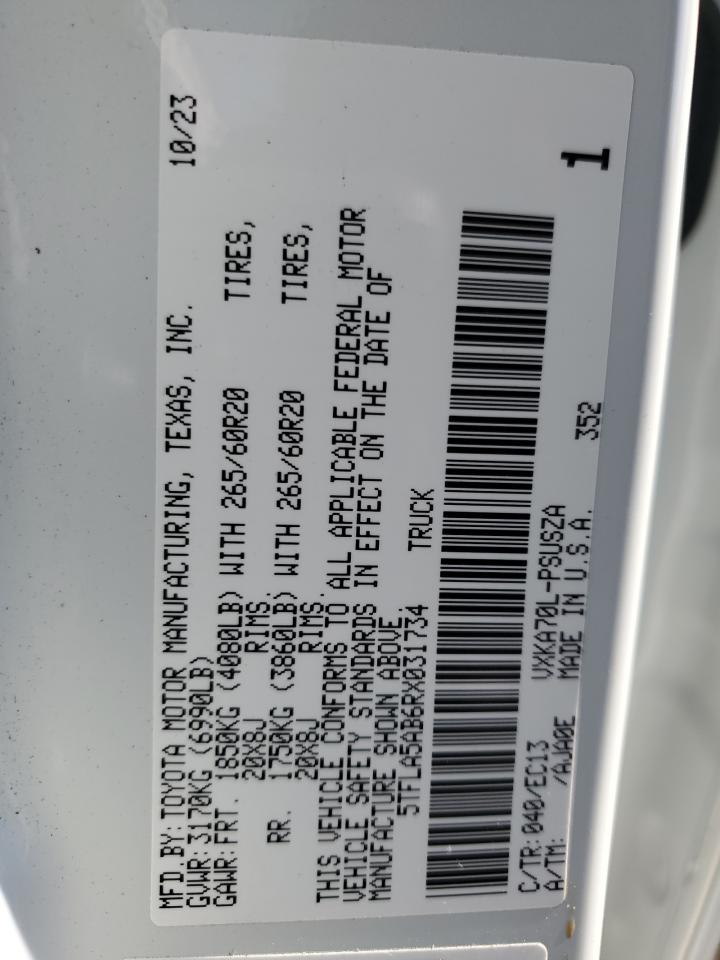 MFD.BY:TOYOTA MOTOR MANUFACTURING, TEXAS, INC. 10/23
GVWR:3170KG (6990LB)
GAWR:FRT. 1850KG (4080LB) WITH 265/60R20 TIRES,
20X8J RIMS.
RR. 1750KG (3860LB) WITH 265/60R20 TIRES,
20X8J RIMS.
THIS VEHICLE CONFORMS TO ALL APPLICABLE FEDERAL MOTOR
VEHICLE SAFETY STANDARDS IN EFFECT ON THE DATE OF
MANUFACTURE SHOWN ABOVE.
5TFLA5AB6RX031734 TRUCK
C/TR:040/EC13 VXKA70L-PSUSZA
A/TM: /AJA0E MADE IN U.S.A. 352
1